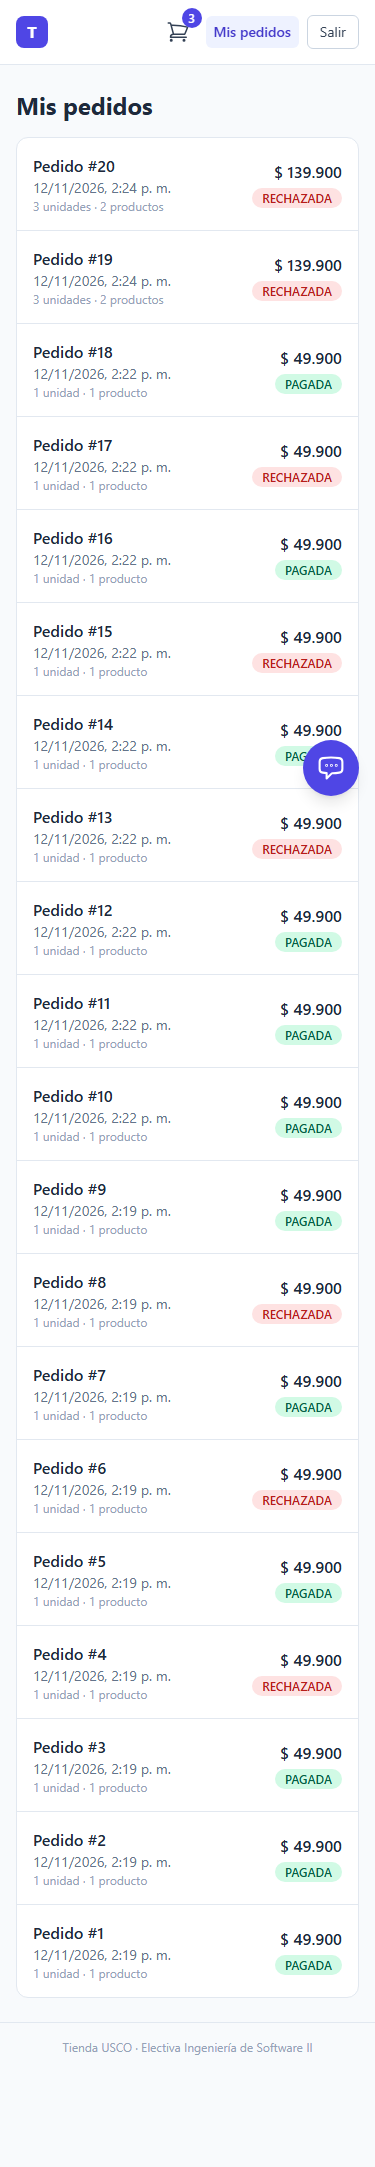 T
3
Mis pedidos
Salir
Mis pedidos
Pedido #20
12/11/2026, 2:24 p. m.
3 unidades · 2 productos
$ 139.900
RECHAZADA
Pedido #19
12/11/2026, 2:24 p. m.
3 unidades · 2 productos
$ 139.900
RECHAZADA
Pedido #18
12/11/2026, 2:22 p. m.
1 unidad · 1 producto
$ 49.900
PAGADA
Pedido #17
12/11/2026, 2:22 p. m.
1 unidad · 1 producto
$ 49.900
RECHAZADA
Pedido #16
12/11/2026, 2:22 p. m.
1 unidad · 1 producto
$ 49.900
PAGADA
Pedido #15
12/11/2026, 2:22 p. m.
1 unidad · 1 producto
$ 49.900
RECHAZADA
Pedido #14
12/11/2026, 2:22 p. m.
1 unidad · 1 producto
$ 49.900
Pedido #13
12/11/2026, 2:22 p. m.
1 unidad · 1 producto
$ 49.900
RECHAZADA
Pedido #12
12/11/2026, 2:22 p. m.
1 unidad · 1 producto
$ 49.900
PAGADA
Pedido #11
12/11/2026, 2:22 p. m.
1 unidad · 1 producto
$ 49.900
PAGADA
Pedido #10
12/11/2026, 2:22 p. m.
1 unidad · 1 producto
$ 49.900
PAGADA
Pedido #9
12/11/2026, 2:19 p. m.
1 unidad · 1 producto
$ 49.900
PAGADA
Pedido #8
12/11/2026, 2:19 p. m.
1 unidad · 1 producto
$ 49.900
RECHAZADA
Pedido #7
12/11/2026, 2:19 p. m.
1 unidad · 1 producto
$ 49.900
PAGADA
Pedido #6
12/11/2026, 2:19 p. m.
1 unidad · 1 producto
$ 49.900
RECHAZADA
Pedido #5
12/11/2026, 2:19 p. m.
1 unidad · 1 producto
$ 49.900
PAGADA
Pedido #4
12/11/2026, 2:19 p. m.
1 unidad · 1 producto
$ 49.900
RECHAZADA
Pedido #3
12/11/2026, 2:19 p. m.
1 unidad · 1 producto
$ 49.900
PAGADA
Pedido #2
12/11/2026, 2:19 p. m.
1 unidad · 1 producto
$ 49.900
PAGADA
Pedido #1
12/11/2026, 2:19 p. m.
1 unidad · 1 producto
$ 49.900
PAGADA
Tienda USCO · Electiva Ingeniería de Software II